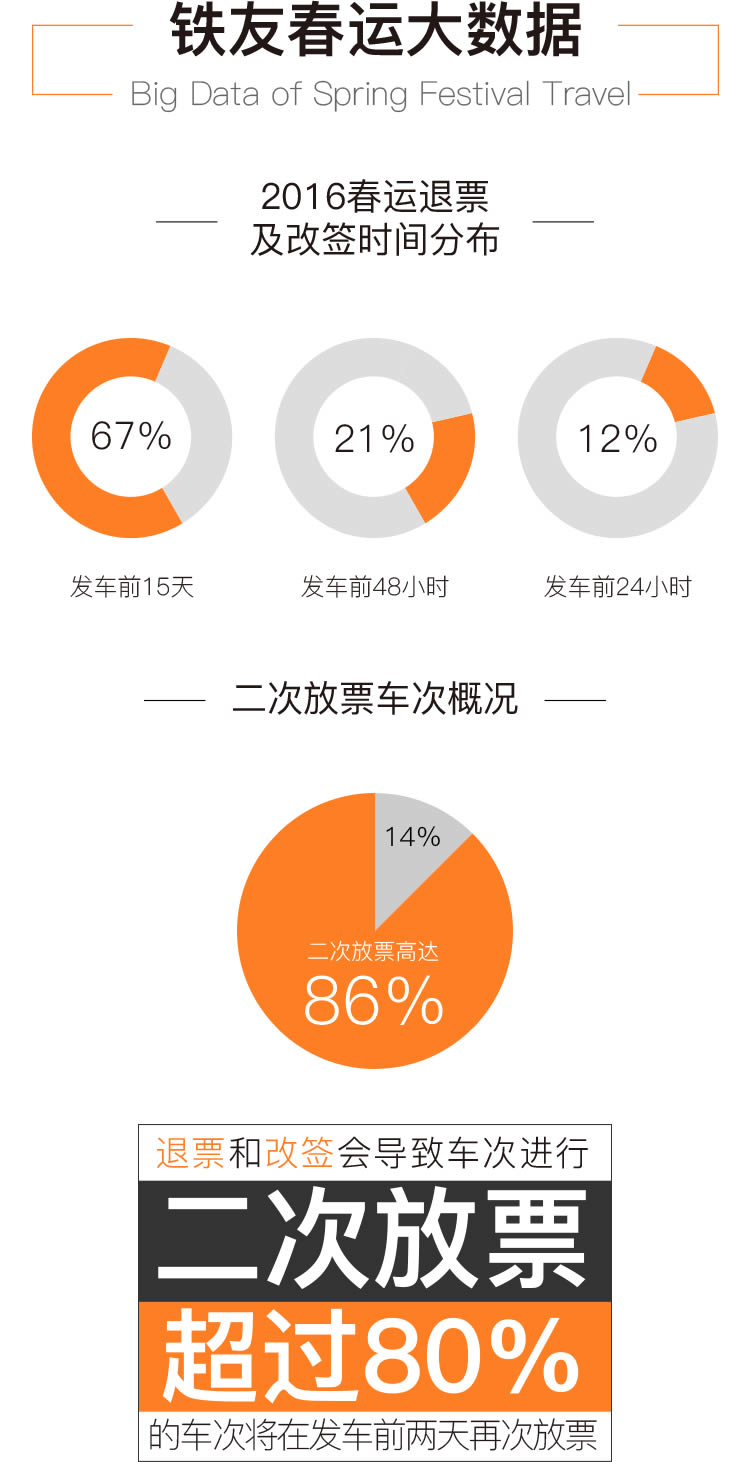 铁友春运大数据
Big Data of Spring Festival Travel
2016春运退票
及改签时间分布
67%
21%
12%
发车前15天
发车前48小时
发车前24小时
二次放票车次概况
14%
二次放票高达
86%
退票和改签会导致车次进行
二次放票
超过80%
的车次将在发车前两天再次放票